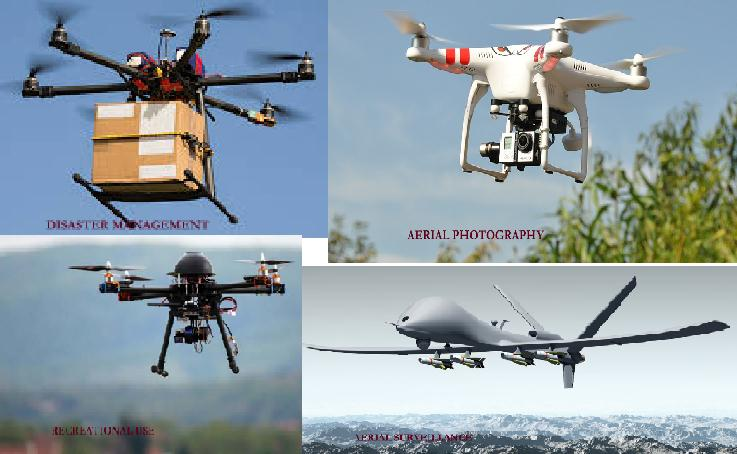 DISASTER MANAGEMENT
AERIAL PHOTOGRAPHY
RECREATIONAL USE
AERIAL SURVEILLANCE